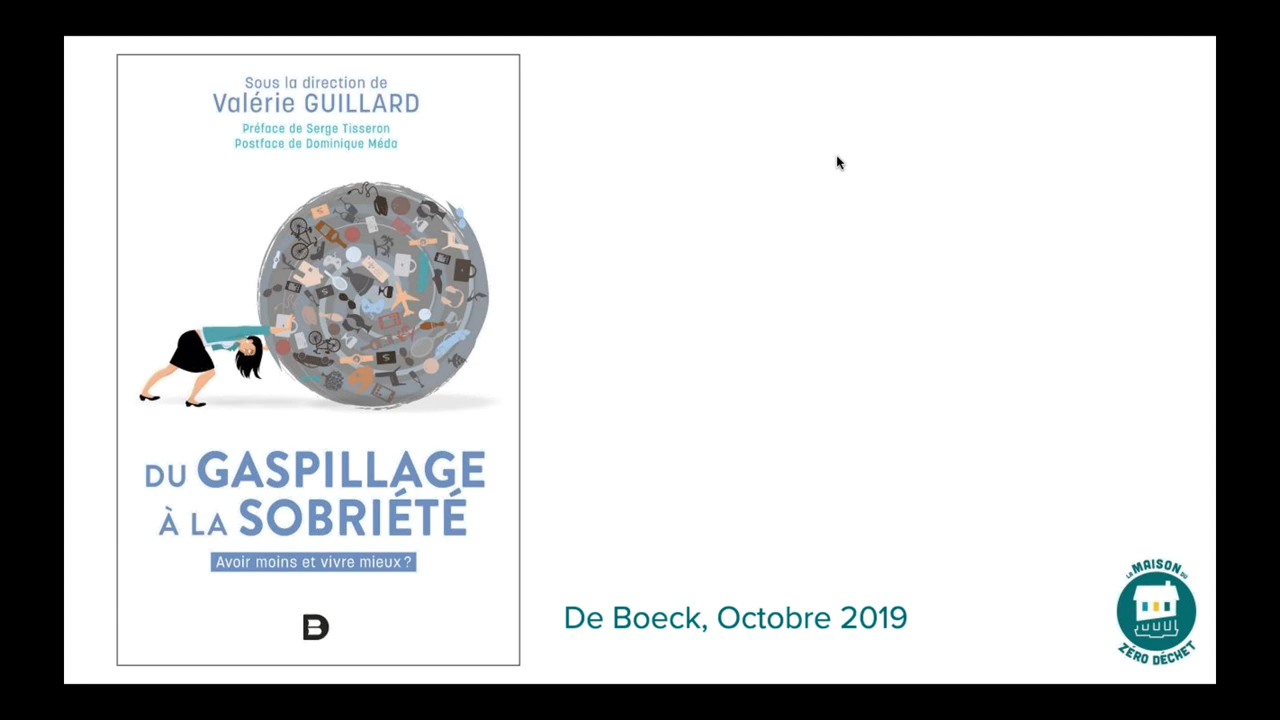 Sous la direction de
Valérie GUILLARD
Préface de Serge Tisseron
Postface de Dominique Méda
DU GASPILLAGE
À LA SOBRIÉTÉ
Avoir moins et vivre mieux ?
B
De Boeck, Octobre 2019
LA MAISON DU
ZÉRO DÉCHET